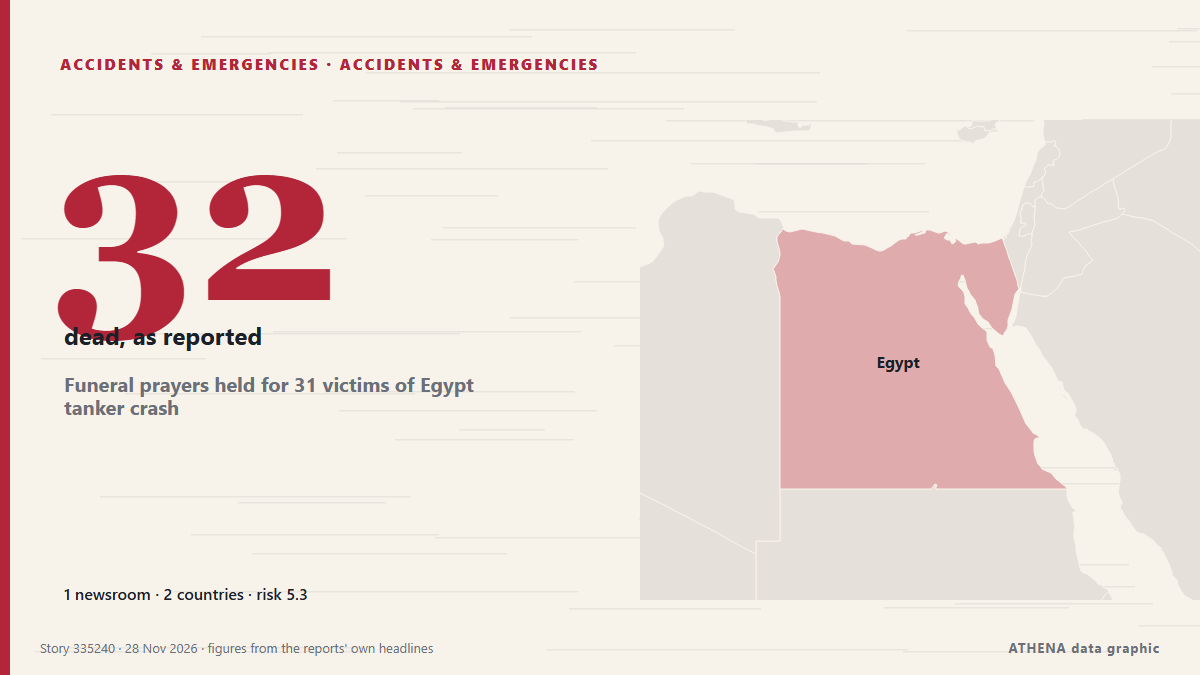 ACCIDENTS & EMERGENCIES · ACCIDENTS & EMERGENCIES
32
dead, as reported
Funeral prayers held for 31 victims of Egypt
tanker crash
Egypt
1 newsroom · 2 countries · risk 5.3
Story 335240 · 28 Nov 2026 · figures from the reports' own headlines
ATHENA data graphic